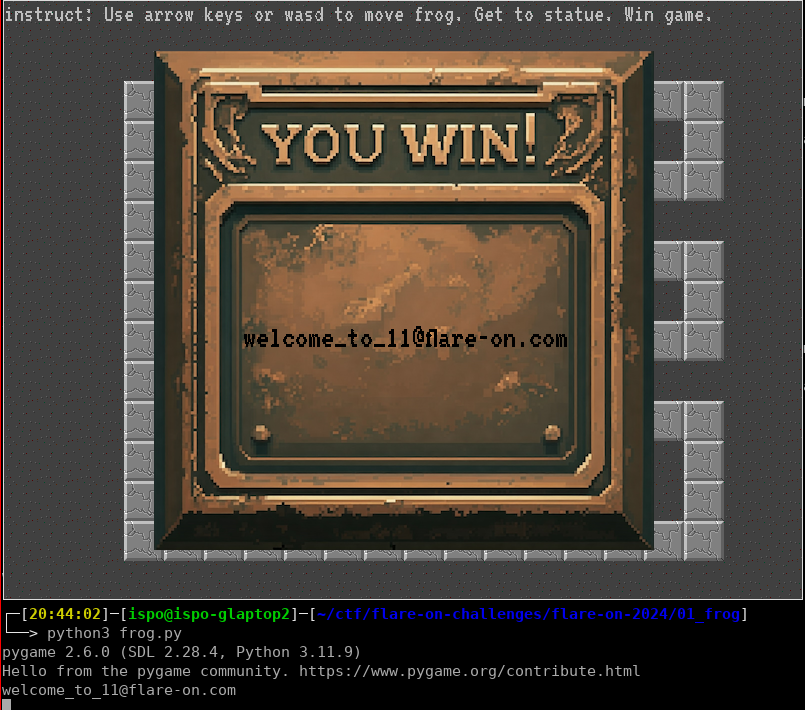 instruct: Use arrow keys or wasd to move frog. Get to statue. Win game.
YOU WIN!
welcome_to_11@flare-on.com
┌─[20:44:02]─[ispo@ispo-glaptop2]─[~/ctf/flare-on-challenges/flare-on-2024/01_frog]
└──> python3 frog.py
pygame 2.6.0 (SDL 2.28.4, Python 3.11.9)
Hello from the pygame community. https://www.pygame.org/contribute.html
welcome_to_11@flare-on.com